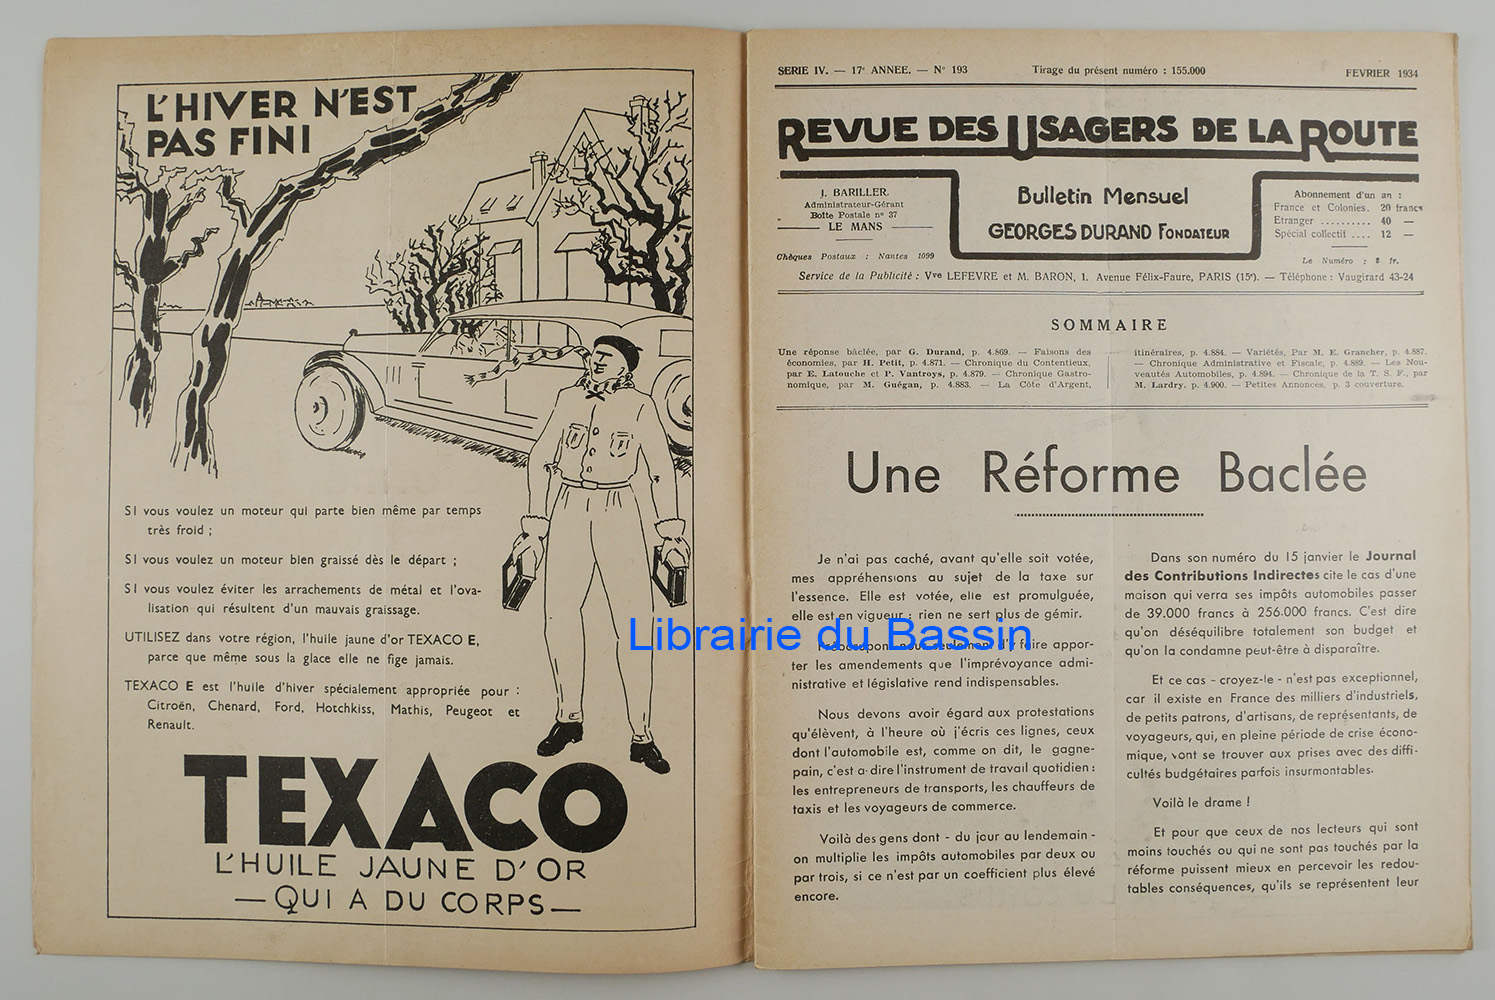 L'HIVER N'EST
PAS FINI
SI vous voulez un moteur qui parte bien même par temps
très froid ;
SI vous voulez un moteur bien graissé dès le départ ;
SI vous voulez éviter les arrachements de métal et l'ova-
lisation qui résultent d'un mauvais graissage.
UTILISEZ dans votre région, l'huile jaune d'or TEXACO E,
parce que même sous la glace elle ne fige jamais.
TEXACO E est l'huile d'hiver spécialement appropriée pour :
Citroën, Chenard, Ford, Hotchkiss, Mathis, Peugeot et
Renault.
TEXACO
L'HUILE JAUNE D'OR
— QUI A DU CORPS —
SERIE IV. — 17e ANNEE. — N° 193
Tirage du présent numéro : 155.000
FEVRIER 1934
REVUE DES USAGERS DE LA ROUTE
J. BARILLER,
Administrateur-Gérant
Boîte Postale n° 37
LE MANS
Chèques Postaux : Nantes 1099
Bulletin Mensuel
GEORGES DURAND FONDATEUR
Abonnement d'un an :
France et Colonies. 20 francs
Etranger .......... 40 —
Spécial collectif .... 12 —
Le Numéro : 2 fr.
Service de la Publicité : Vve LEFEVRE et M. BARON, 1, Avenue Félix-Faure, PARIS (15e). — Téléphone : Vaugirard 43-24
SOMMAIRE
Une réponse bâclée, par G. Durand, p. 4.869. — Faisons des
économies, par H. Petit, p. 4.871. — Chronique du Contentieux,
par E. Latouche et P. Vantroys, p. 4.879. — Chronique Gastro-
nomique, par M. Guégan, p. 4.883. — La Côte d'Argent,
itinéraires, p. 4.884. — Variétés, Par M. E. Grancher, p. 4.887.
— Chronique Administrative et Fiscale, p. 4.889. — Les Nou-
veautés Automobiles, p. 4.894. — Chronique de la T. S. F., par
M. Lardry, p. 4.900. — Petites Annonces, p. 3 couverture.
Une Réforme Baclée
Je n'ai pas caché, avant qu'elle soit votée,
mes appréhensions au sujet de la taxe sur
l'essence. Elle est votée, elle est promulguée,
elle est en vigueur ; rien ne sert plus de gémir.
Préoccupons-nous seulement d'y faire appor-
ter les amendements que l'imprévoyance admi-
nistrative et législative rend indispensables.
Nous devons avoir égard aux protestations
qu'élèvent, à l'heure où j'écris ces lignes, ceux
dont l'automobile est, comme on dit, le gagne-
pain, c'est-à-dire l'instrument de travail quotidien :
les entrepreneurs de transports, les chauffeurs de
taxis et les voyageurs de commerce.
Voilà des gens dont - du jour au lendemain -
on multiplie les impôts automobiles par deux ou
par trois, si ce n'est par un coefficient plus élevé
encore.
Dans son numéro du 15 janvier le Journal
des Contributions Indirectes cite le cas d'une
maison qui verra ses impôts automobiles passer
de 39.000 francs à 256.000 francs. C'est dire
qu'on déséquilibre totalement son budget et
qu'on la condamne peut-être à disparaître.
Et ce cas - croyez-le - n'est pas exceptionnel,
car il existe en France des milliers d'industriels,
de petits patrons, d'artisans, de représentants, de
voyageurs, qui, en pleine période de crise écono-
mique, vont se trouver aux prises avec des diffi-
cultés budgétaires parfois insurmontables.
Voilà le drame !
Et pour que ceux de nos lecteurs qui sont
moins touchés ou qui ne sont pas touchés par la
réforme puissent mieux en percevoir les redou-
tables conséquences, qu'ils se représentent leur
Librairie du Bassin